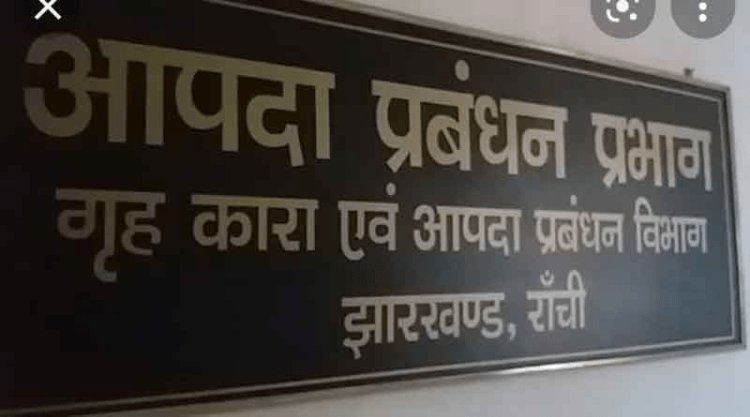 आपदा प्रबंधन प्रभाग
गृह कारा एवं आपदा प्रबंधन विभाग
झारखण्ड, राँची